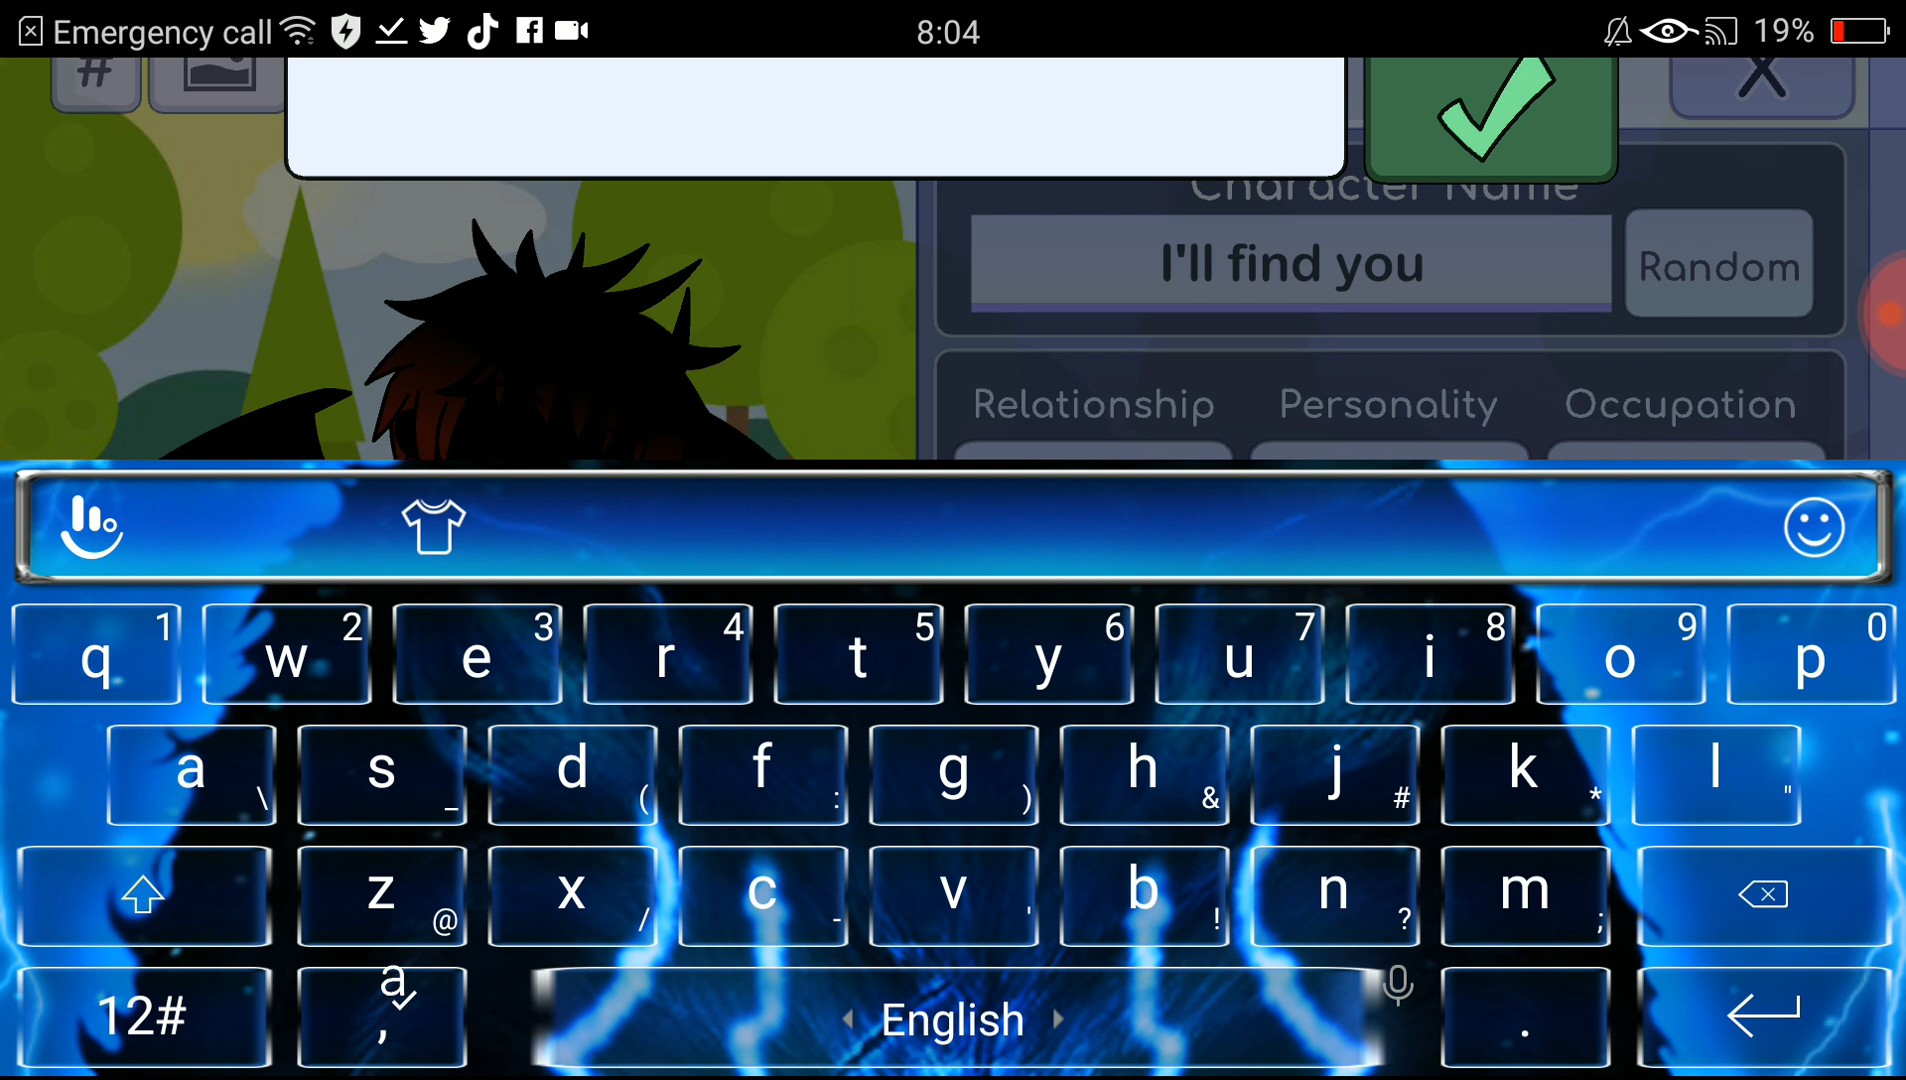 Emergency call 8:04 19%
# X
Character Name
I'll find you Random
Relationship Personality Occupation
q 1 w 2 e 3 r 4 t 5 y 6 u 7 i 8 o 9 p 0
a \ s _ d ( f : g ) h & j # k * l "
z @ x / c - v ' b ! n ? m ;
12# a , English .